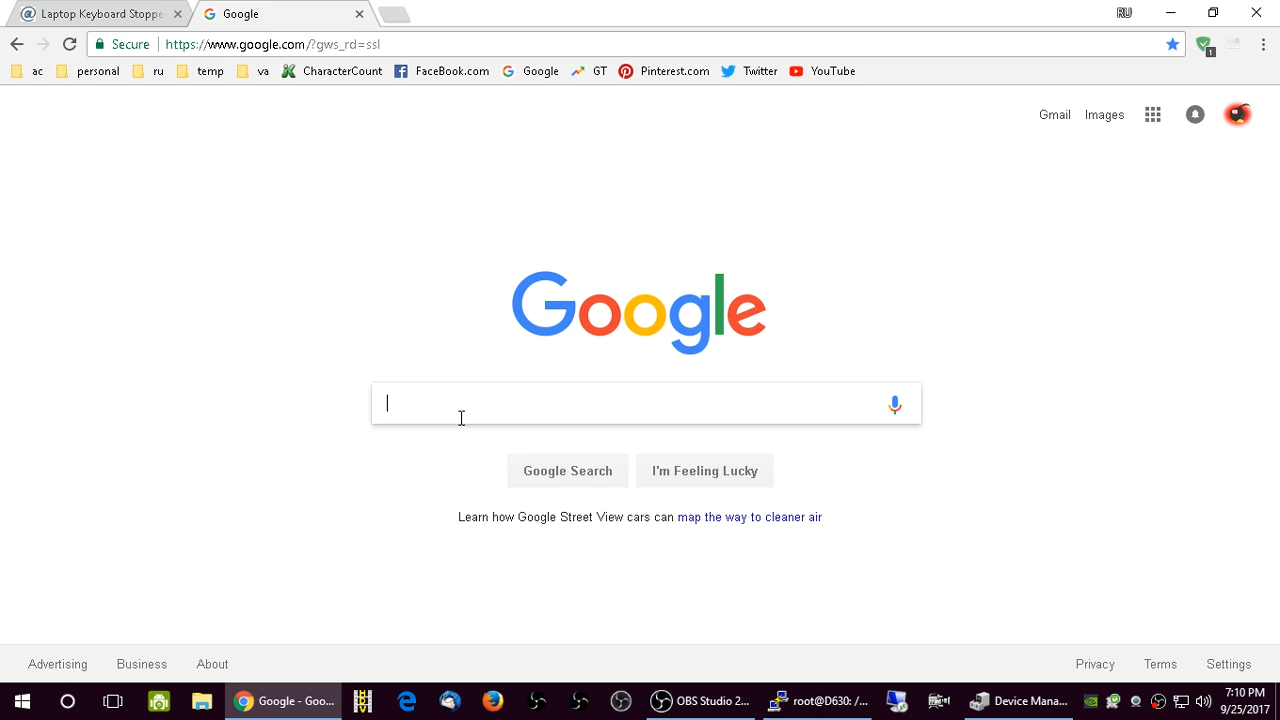 Laptop Keyboard Stoppe
Google
RU
Secure https://www.google.com/?gws_rd=ssl
1
ac personal ru temp va CharacterCount FaceBook.com Google GT Pinterest.com Twitter YouTube
Gmail Images
Google
Google Search I'm Feeling Lucky
Learn how Google Street View cars can map the way to cleaner air
Advertising Business About Privacy Terms Settings
Google - Goo... OBS Studio 2... root@D630: /... Device Mana... 7:10 PM
9/25/2017